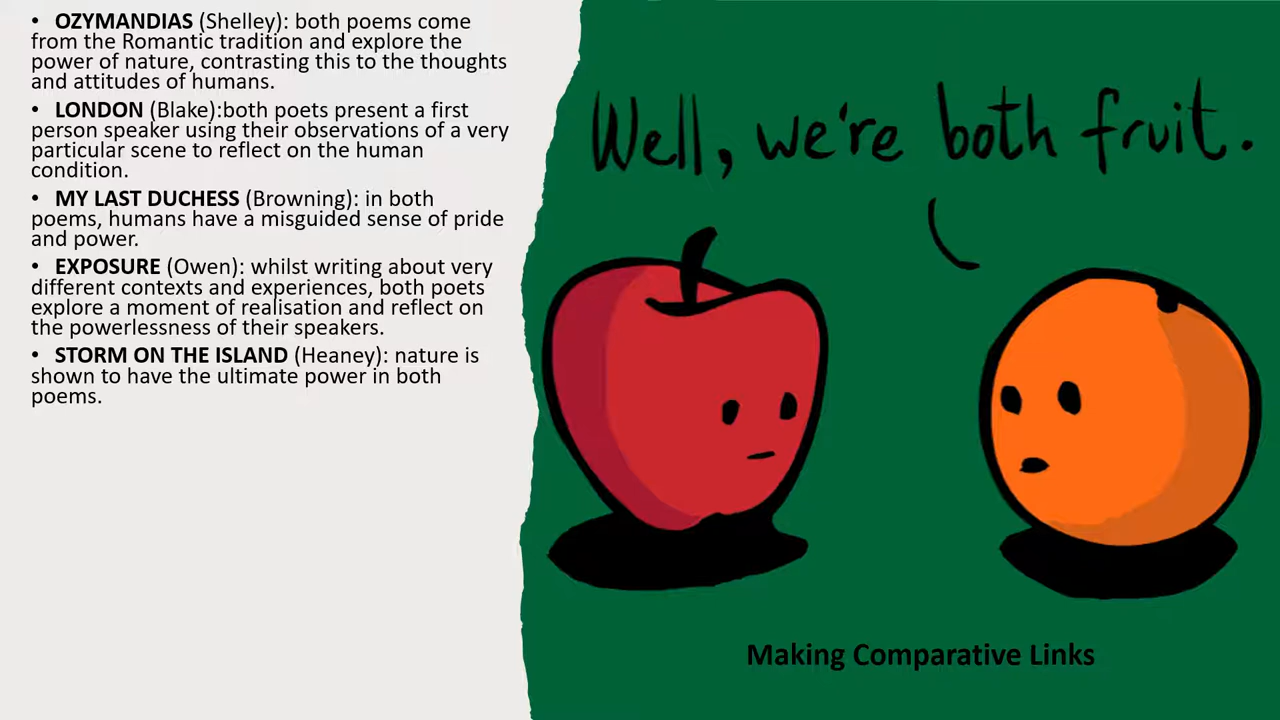 • OZYMANDIAS (Shelley): both poems come
from the Romantic tradition and explore the
power of nature, contrasting this to the thoughts
and attitudes of humans.
• LONDON (Blake):both poets present a first
person speaker using their observations of a very
particular scene to reflect on the human
condition.
• MY LAST DUCHESS (Browning): in both
poems, humans have a misguided sense of pride
and power.
• EXPOSURE (Owen): whilst writing about very
different contexts and experiences, both poets
explore a moment of realisation and reflect on
the powerlessness of their speakers.
• STORM ON THE ISLAND (Heaney): nature is
shown to have the ultimate power in both
poems.
Well, we're both fruit.
Making Comparative Links